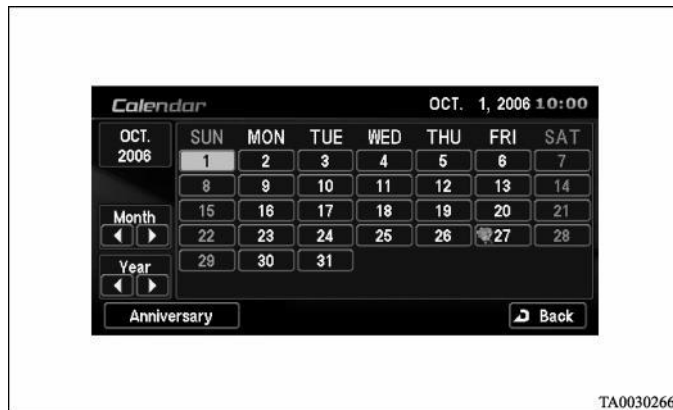 Calendar OCT. 1, 2006 10:00
OCT. SUN MON TUE WED THU FRI SAT
2006 1 2 3 4 5 6 7
8 9 10 11 12 13 14
Month 15 16 17 18 19 20 21
22 23 24 25 26 27 28
Year 29 30 31
Anniversary Back
TA0030266